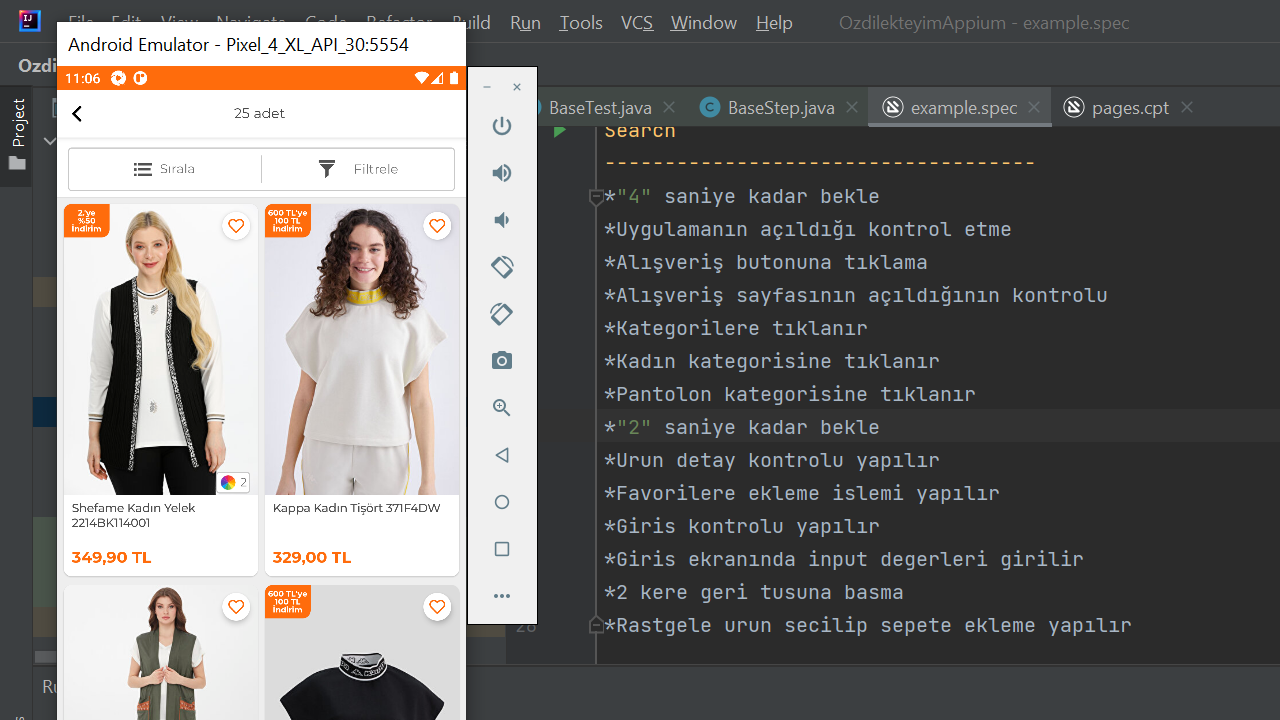 File Edit View Navigate Code Refactor Build Run Tools VCS Window Help OzdilekteyimAppium - example.spec
Android Emulator - Pixel_4_XL_API_30:5554
Ozdi
11:06
25 adet
Sırala Filtrele
2.'ye
%50
İndirim
2
Shefame Kadın Yelek
2214BK114001
349,90 TL
600 TL'ye
100 TL
İndirim
Kappa Kadın Tişört 371F4DW
329,00 TL
600 TL'ye
100 TL
İndirim
Project
BaseTest.java BaseStep.java example.spec pages.cpt
Search
------------------------------------
*"4" saniye kadar bekle
*Uygulamanın açıldığı kontrol etme
*Alışveriş butonuna tıklama
*Alışveriş sayfasının açıldığının kontrolu
*Kategorilere tıklanır
*Kadın kategorisine tıklanır
*Pantolon kategorisine tıklanır
*"2" saniye kadar bekle
*Urun detay kontrolu yapılır
*Favorilere ekleme islemi yapılır
*Giris kontrolu yapılır
*Giris ekranında input degerleri girilir
*2 kere geri tusuna basma
28 *Rastgele urun secilip sepete ekleme yapılır
Ru